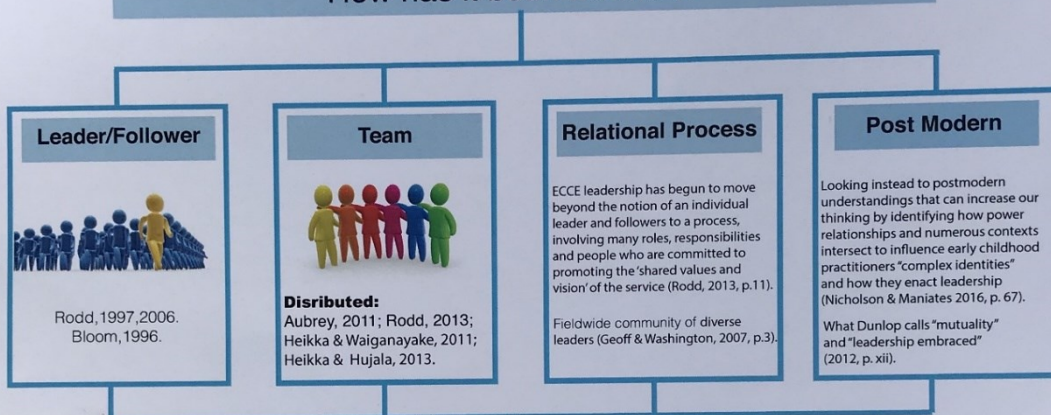 Leader/Follower
Rodd,1997,2006.
Bloom,1996.
Team
Disributed:
Aubrey, 2011; Rodd, 2013;
Heikka & Waiganayake, 2011;
Heikka & Hujala, 2013.
Relational Process
ECCE leadership has begun to move
beyond the notion of an individual
leader and followers to a process,
involving many roles, responsibilities
and people who are committed to
promoting the 'shared values and
vision' of the service (Rodd, 2013, p.11).
Fieldwide community of diverse
leaders (Geoff & Washington, 2007, p.3).
Post Modern
Looking instead to postmodern
understandings that can increase our
thinking by identifying how power
relationships and numerous contexts
intersect to influence early childhood
practitioners "complex identities"
and how they enact leadership
(Nicholson & Maniates 2016, p. 67).
What Dunlop calls "mutuality"
and "leadership embraced"
(2012, p. xii).